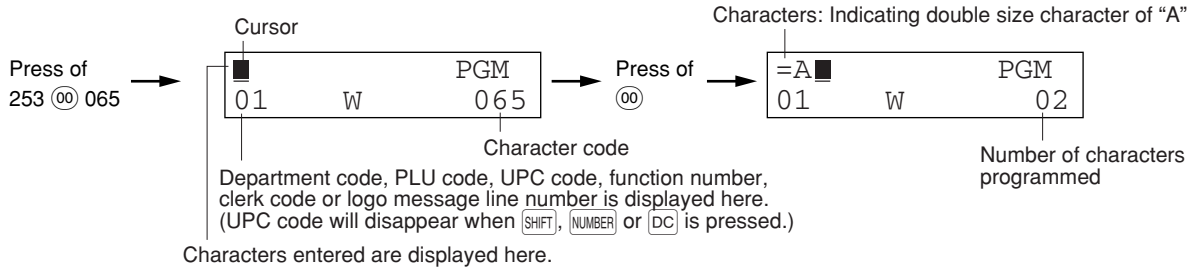 Characters: Indicating double size character of “A”
Cursor
Press of
253 00 065
PGM
01 W 065
Press of
00
=A PGM
01 W 02
Character code
Number of characters
programmed
Department code, PLU code, UPC code, function number,
clerk code or logo message line number is displayed here.
(UPC code will disappear when SHIFT, NUMBER or DC is pressed.)
Characters entered are displayed here.